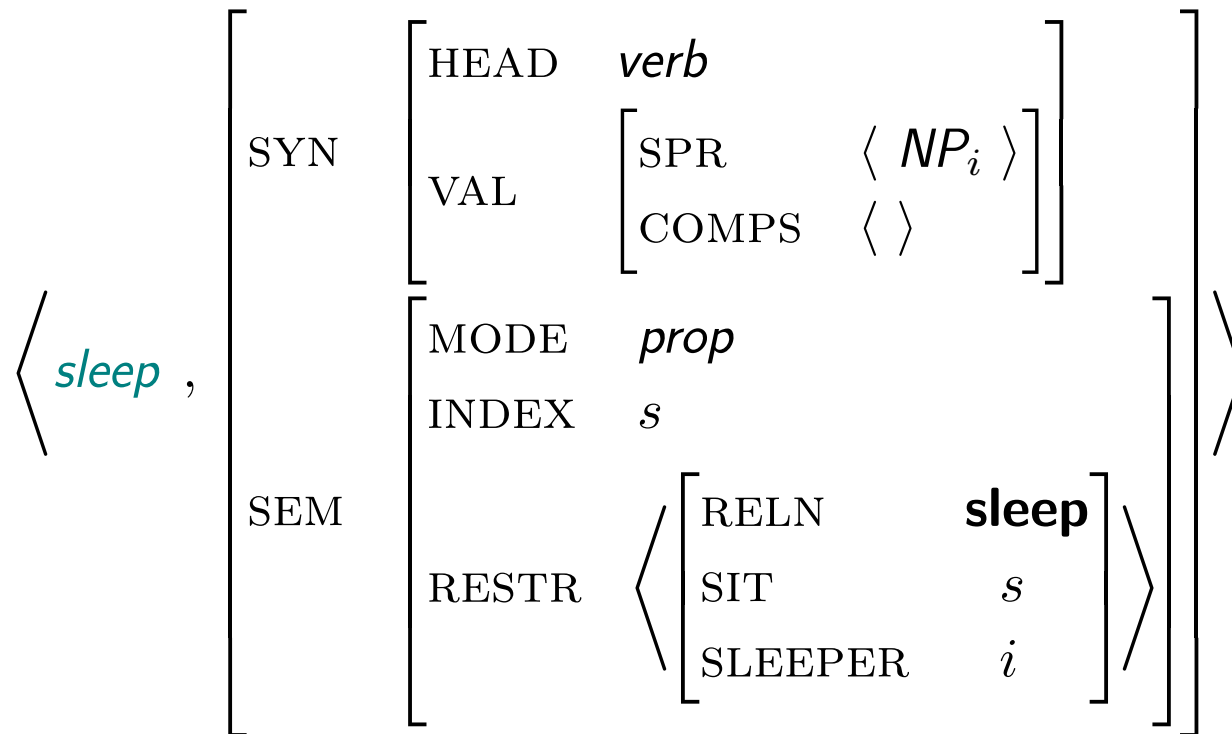 HEAD verb
SYN
SPR ⟨ NPᵢ ⟩
VAL
COMPS ⟨ ⟩
⟨ sleep ,
MODE prop
INDEX s
SEM
RELN sleep
RESTR ⟨ SIT s ⟩
SLEEPER i
⟩